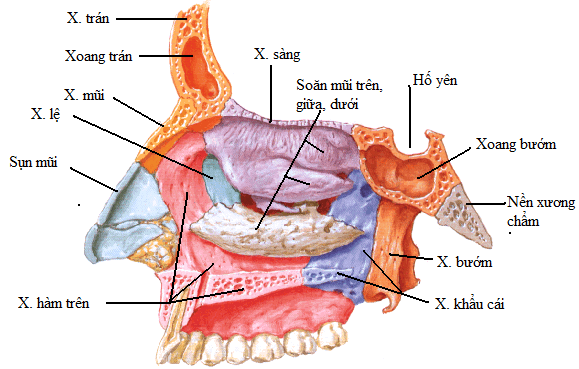 X. trán
Xoang trán
X. sàng
Soăn mũi trên,
giữa, dưới
Hố yên
X. mũi
X. lệ
Xoang bướm
Sụn mũi
Nền xương
chẩm
X. bướm
X. hàm trên
X. khẩu cái